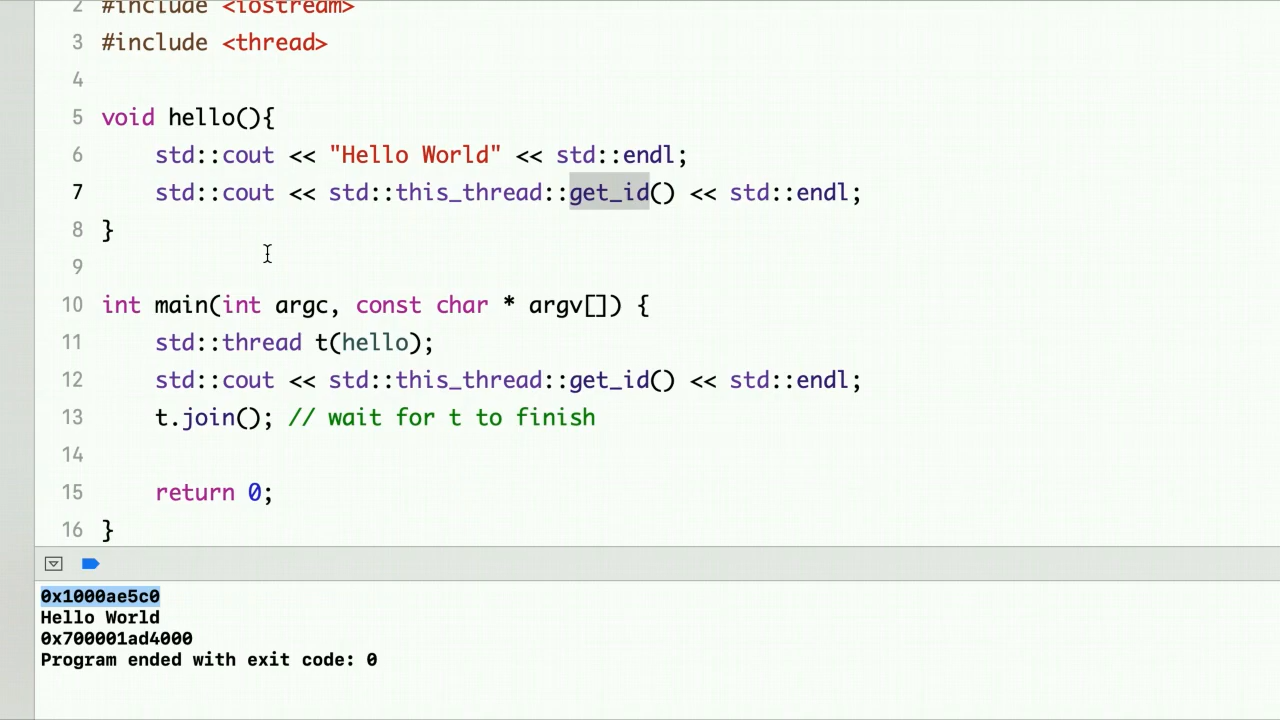 2 #include <iostream>
3 #include <thread>
4
5 void hello(){
6 std::cout << "Hello World" << std::endl;
7 std::cout << std::this_thread::get_id() << std::endl;
8 }
9
10 int main(int argc, const char * argv[]) {
11 std::thread t(hello);
12 std::cout << std::this_thread::get_id() << std::endl;
13 t.join(); // wait for t to finish
14
15 return 0;
16 }
0x1000ae5c0
Hello World
0x700001ad4000
Program ended with exit code: 0